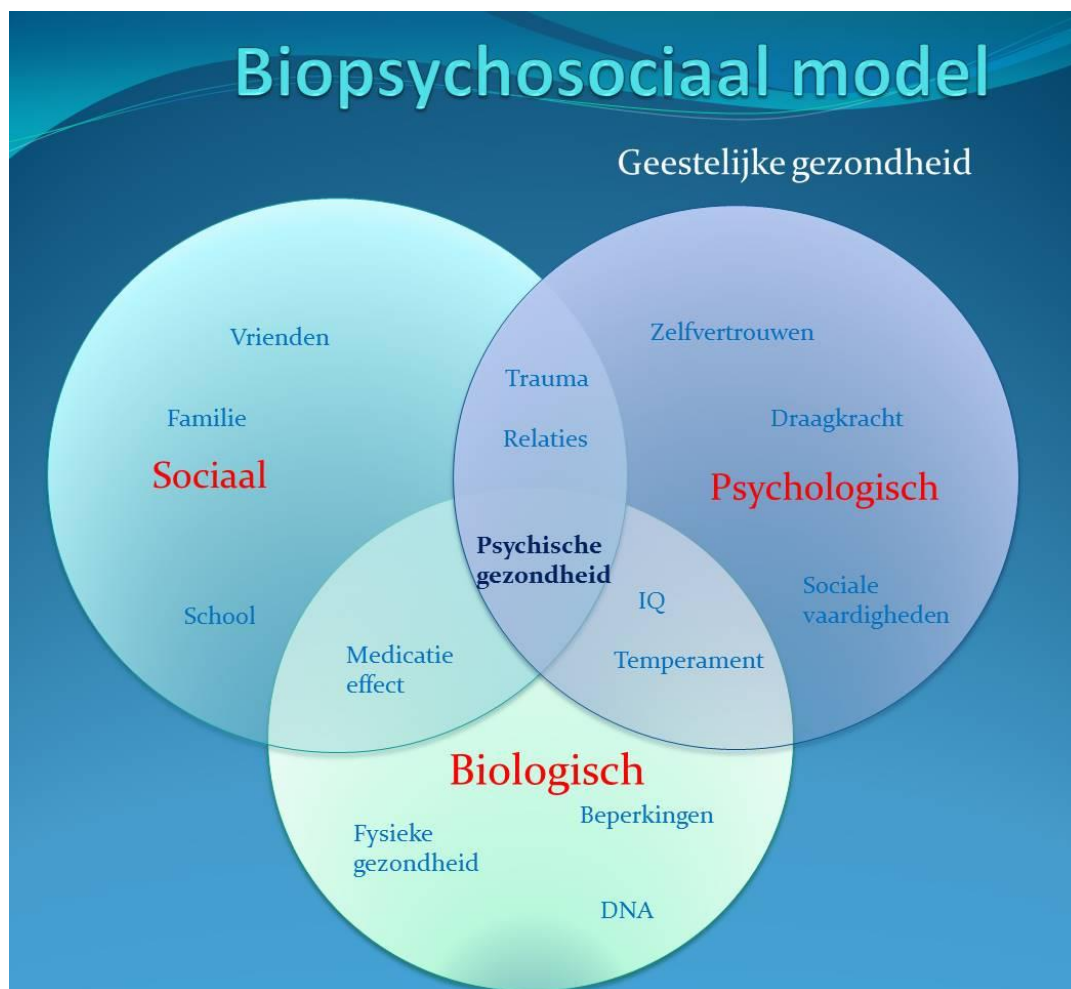 Biopsychosociaal model
Geestelijke gezondheid
Vrienden
Familie
Sociaal
School
Trauma
Relaties
Zelfvertrouwen
Draagkracht
Psychologisch
Sociale
vaardigheden
Psychische
gezondheid
IQ
Temperament
Medicatie
effect
Biologisch
Beperkingen
Fysieke
gezondheid
DNA